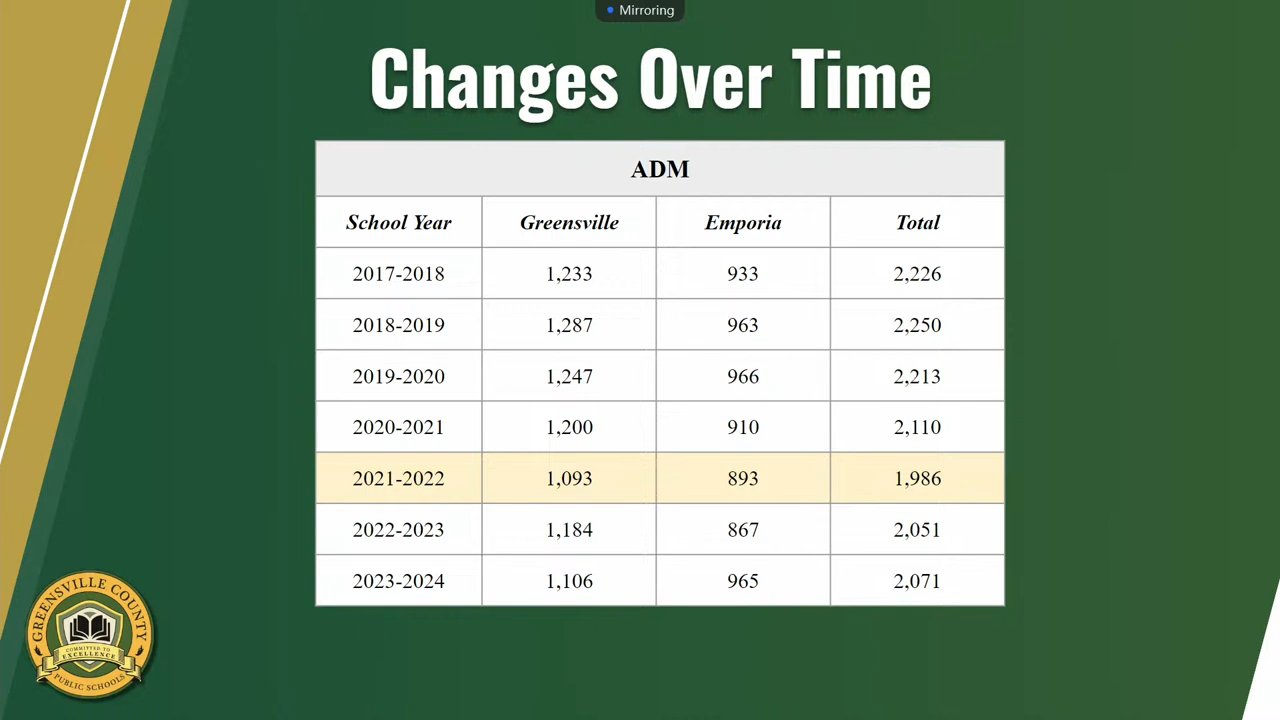 Mirroring
Changes Over Time
ADM
School Year Greensville Emporia Total
2017-2018 1,233 933 2,226
2018-2019 1,287 963 2,250
2019-2020 1,247 966 2,213
2020-2021 1,200 910 2,110
2021-2022 1,093 893 1,986
2022-2023 1,184 867 2,051
2023-2024 1,106 965 2,071
GREENSVILLE COUNTY
COMMITTED TO
EXCELLENCE
PUBLIC SCHOOLS